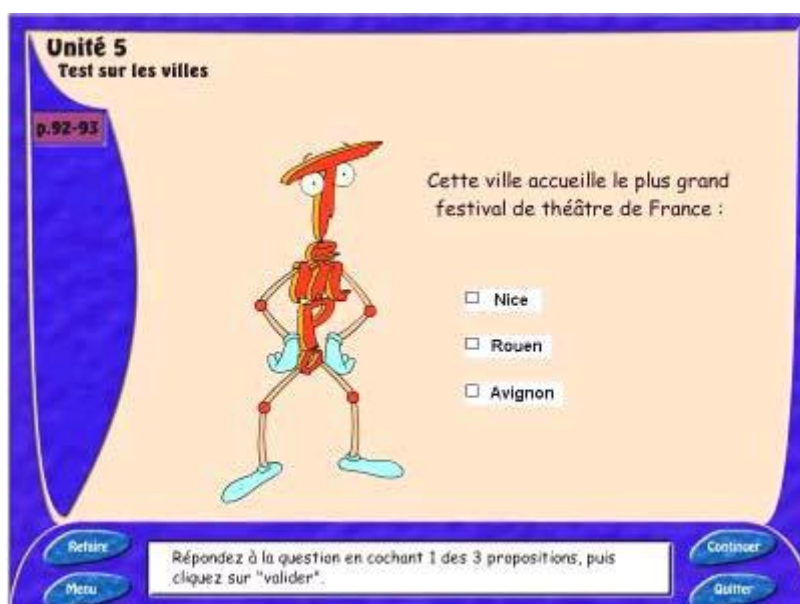 Unité 5
Test sur les villes
p.92-93
TEMPO
Cette ville accueille le plus grand
festival de théâtre de France :
Nice
Rouen
Avignon
Refaire
Menu
Répondez à la question en cochant 1 des 3 propositions, puis
cliquez sur "valider".
Continuer
Quitter